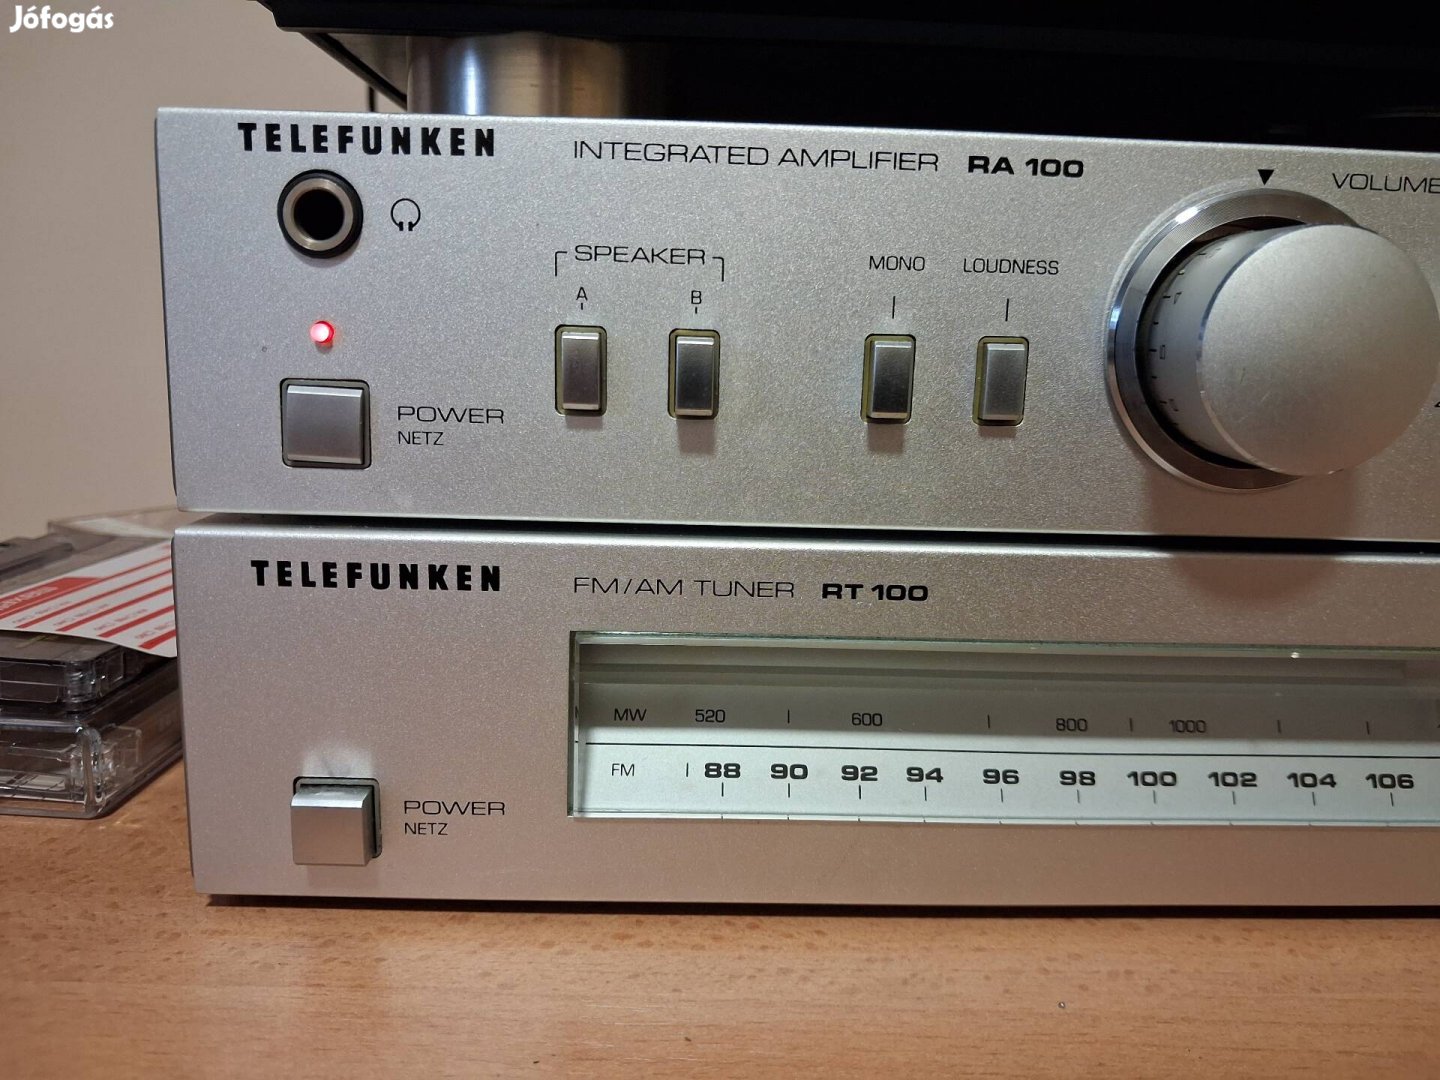 Jófogás
TELEFUNKEN
INTEGRATED AMPLIFIER RA 100
VOLUME
SPEAKER
A B
MONO LOUDNESS
POWER
NETZ
TELEFUNKEN
FM/AM TUNER RT 100
MW 520 600 800 1000
FM 88 90 92 94 96 98 100 102 104 106
POWER
NETZ